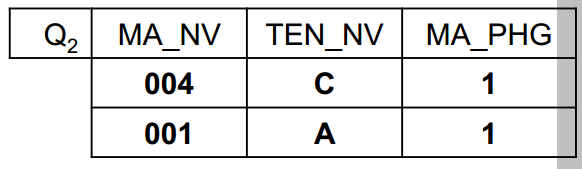 Q2 MA_NV TEN_NV MA_PHG
004 C 1
001 A 1